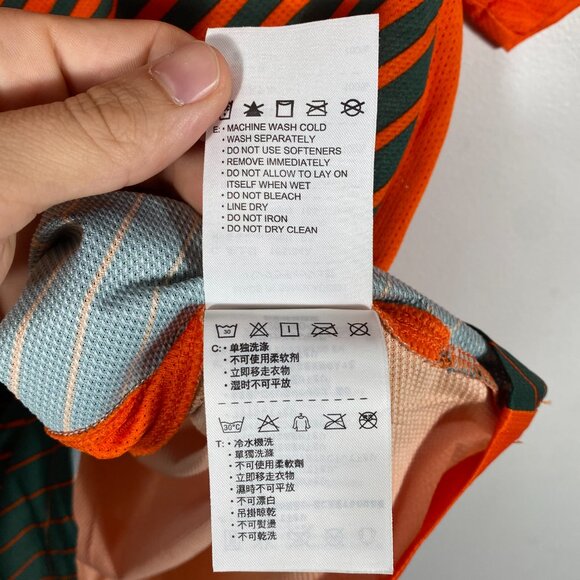 E: • MACHINE WASH COLD
• WASH SEPARATELY
• DO NOT USE SOFTENERS
• REMOVE IMMEDIATELY
• DO NOT ALLOW TO LAY ON
ITSELF WHEN WET
• DO NOT BLEACH
• LINE DRY
• DO NOT IRON
• DO NOT DRY CLEAN
30
C: • 单独洗涤
• 不可使用柔软剂
• 立即移走衣物
• 湿时不可平放
30°C
T: • 冷水機洗
• 單獨洗滌
• 不可使用柔軟劑
• 立即移走衣物
• 濕時不可平放
• 不可漂白
• 吊掛晾乾
• 不可熨燙
• 不可乾洗